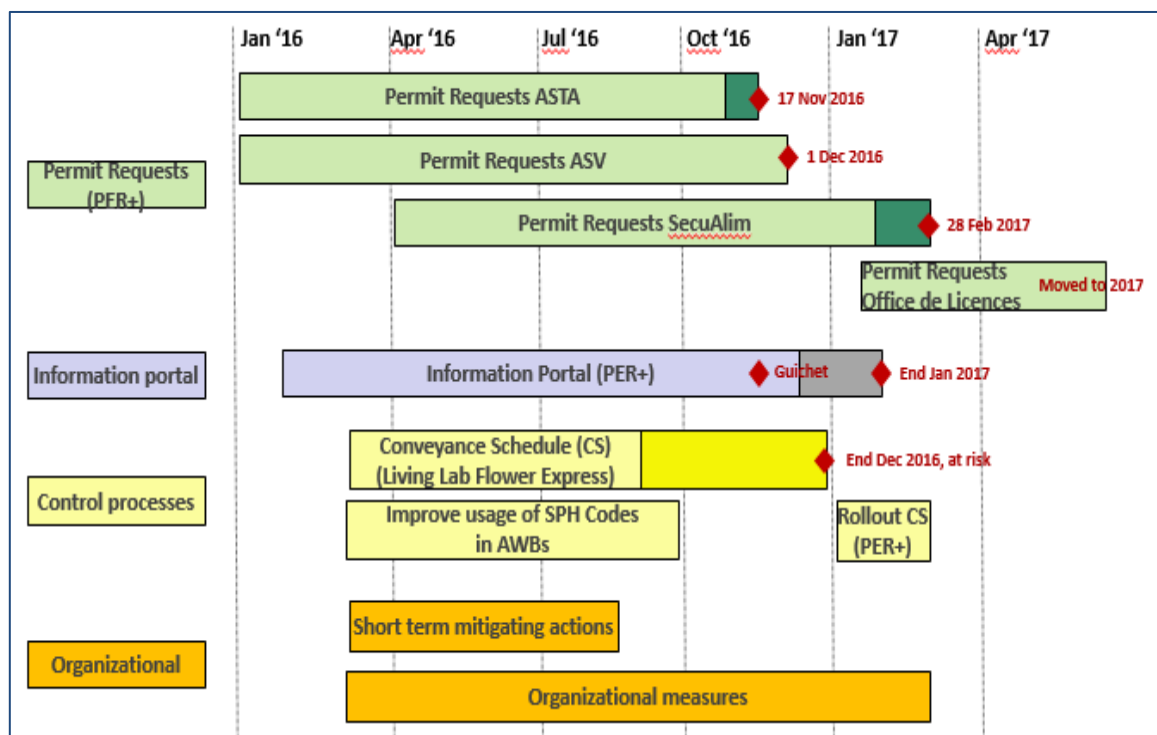 Jan ‘16
Apr ‘16
Jul ‘16
Oct ‘16
Jan ‘17
Apr ‘17
Permit Requests ASTA
17 Nov 2016
Permit Requests ASV
1 Dec 2016
Permit Requests
(PER+)
Permit Requests SecuAlim
28 Feb 2017
Permit Requests
Office de Licences
Moved to 2017
Information portal
Information Portal (PER+)
Guichet
End Jan 2017
Control processes
Conveyance Schedule (CS)
(Living Lab Flower Express)
End Dec 2016, at risk
Improve usage of SPH Codes
in AWBs
Rollout CS
(PER+)
Organizational
Short term mitigating actions
Organizational measures